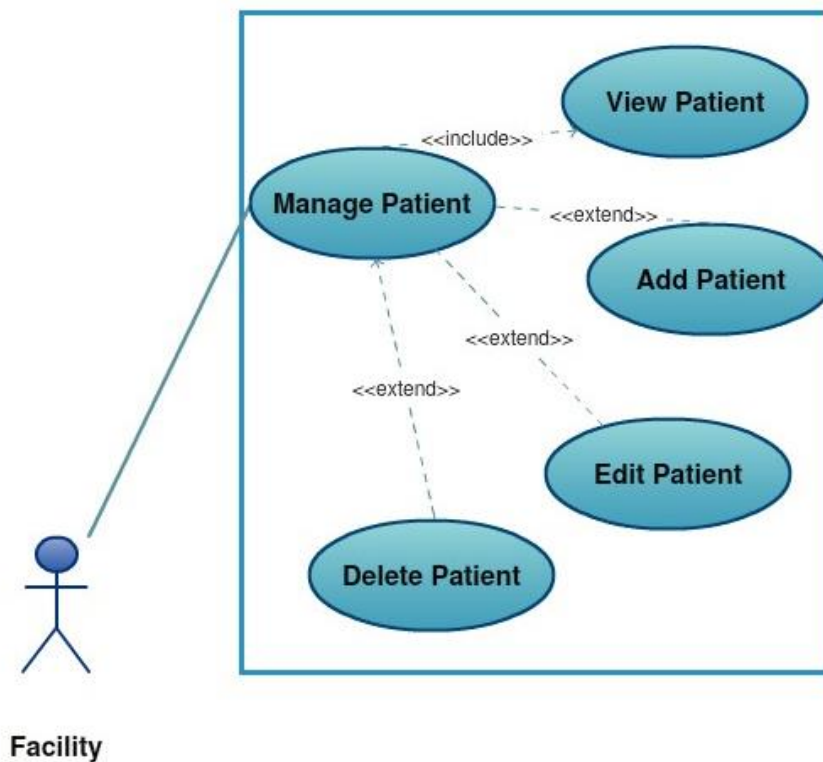 View Patient
<<include>>
Manage Patient
<<extend>>
Add Patient
<<extend>>
<<extend>>
Edit Patient
Delete Patient
Facility